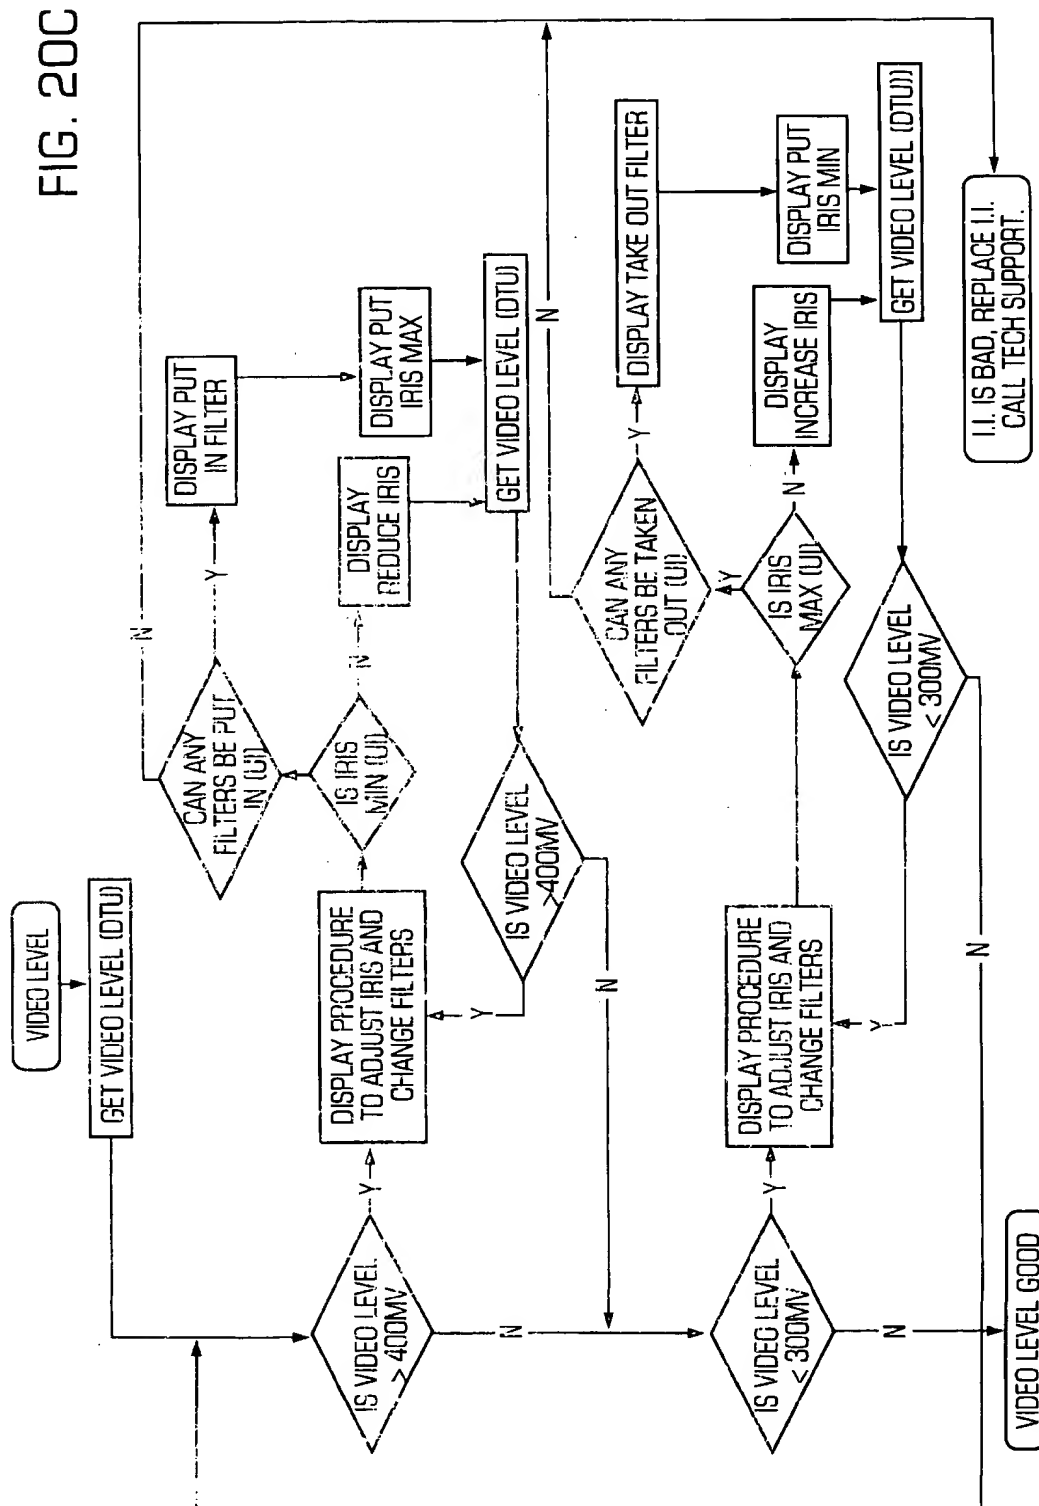 FIG. 20C
VIDEO LEVEL
GET VIDEO LEVEL (DTU)
IS VIDEO LEVEL
> 400MV
Y
N
DISPLAY PROCEDURE
TO ADJUST IRIS AND
CHANGE FILTERS
IS IRIS
MIN (UI)
Y
N
CAN ANY
FILTERS BE PUT
IN (UI)
Y
N
DISPLAY PUT
IN FILTER
DISPLAY PUT
IRIS MAX
DISPLAY
REDUCE IRIS
GET VIDEO LEVEL (DTU)
IS VIDEO LEVEL
>400MV
Y
N
IS VIDEO LEVEL
< 300MV
Y
N
DISPLAY PROCEDURE
TO ADJUST IRIS AND
CHANGE FILTERS
IS IRIS
MAX (UI)
Y
N
CAN ANY
FILTERS BE TAKEN
OUT (UI)
Y
N
DISPLAY TAKE OUT FILTER
DISPLAY PUT
IRIS MIN
DISPLAY
INCREASE IRIS
GET VIDEO LEVEL (DTU))
IS VIDEO LEVEL
< 300MV
Y
N
I.I. IS BAD, REPLACE I.I.
CALL TECH SUPPORT.
VIDEO LEVEL GOOD